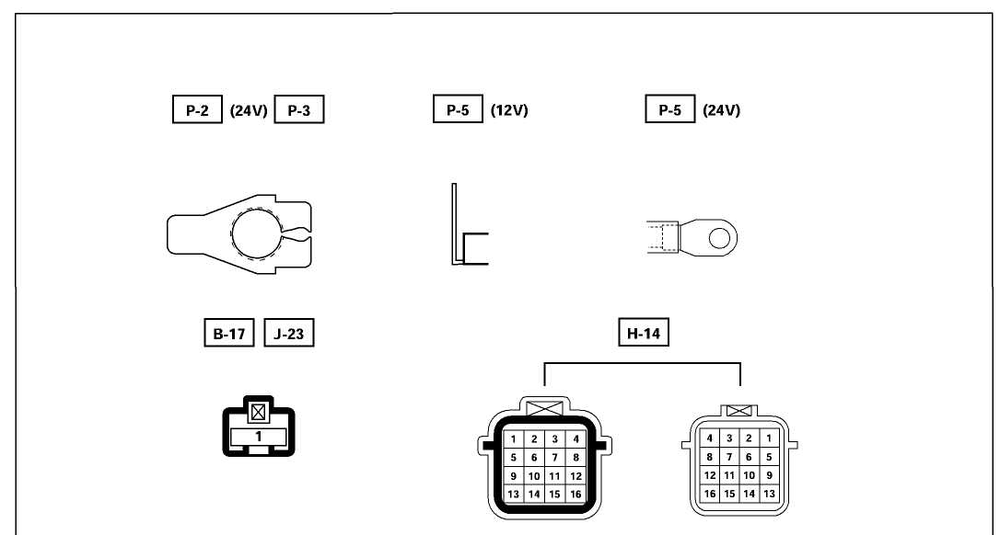 P-2 (24V) P-3 P-5 (12V) P-5 (24V)
B-17 J-23 H-14
1
1 2 3 4
5 6 7 8
9 10 11 12
13 14 15 16
4 3 2 1
8 7 6 5
12 11 10 9
16 15 14 13